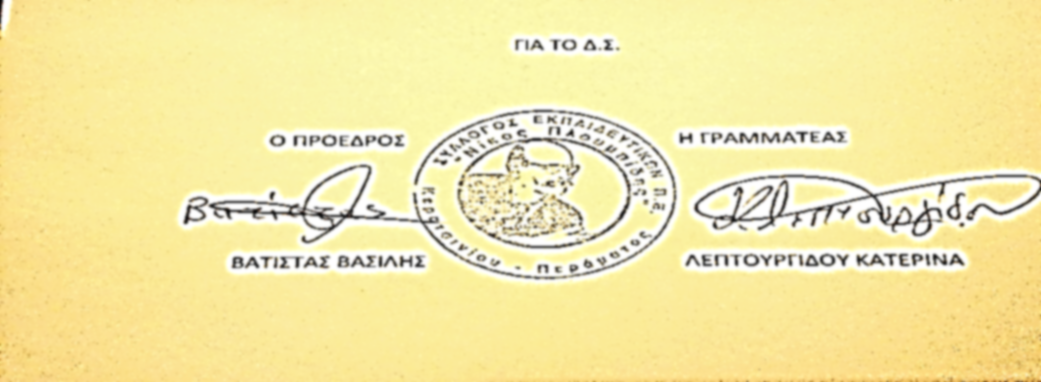 ΓΙΑ ΤΟ Δ.Σ.
Ο ΠΡΟΕΔΡΟΣ
Η ΓΡΑΜΜΑΤΕΑΣ
ΣΥΛΛΟΓΟΣ ΕΚΠΑΙΔΕΥΤΙΚΩΝ Π.Ε.
"Νίκος Πλουμπίδης"
Κερατσινίου - Περάματος
ΒΑΤΙΣΤΑΣ ΒΑΣΙΛΗΣ
ΛΕΠΤΟΥΡΓΙΔΟΥ ΚΑΤΕΡΙΝΑ